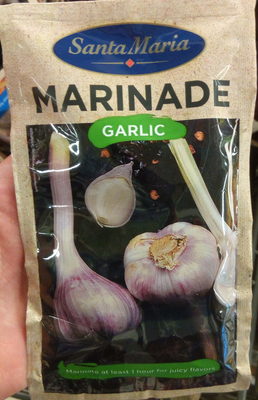 Santa Maria
MARINADE
GARLIC
Marinate at least 1 hour for juicy flavors